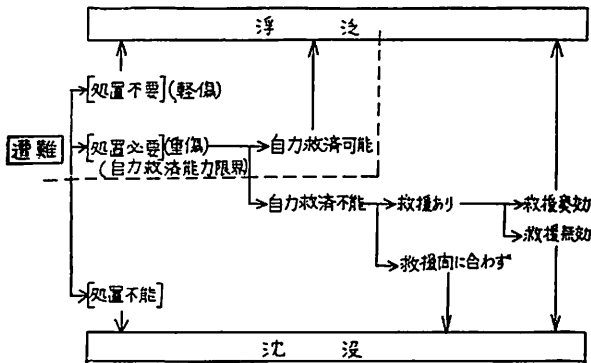 浮泛
[処置不要](軽傷)
遭難
[処置必要](重傷)
自力救済可能
(自力救済能力限界)
自力救済不能
救援あり
救援奏効
救援無効
救援間に合わず
[処置不能]
沈没